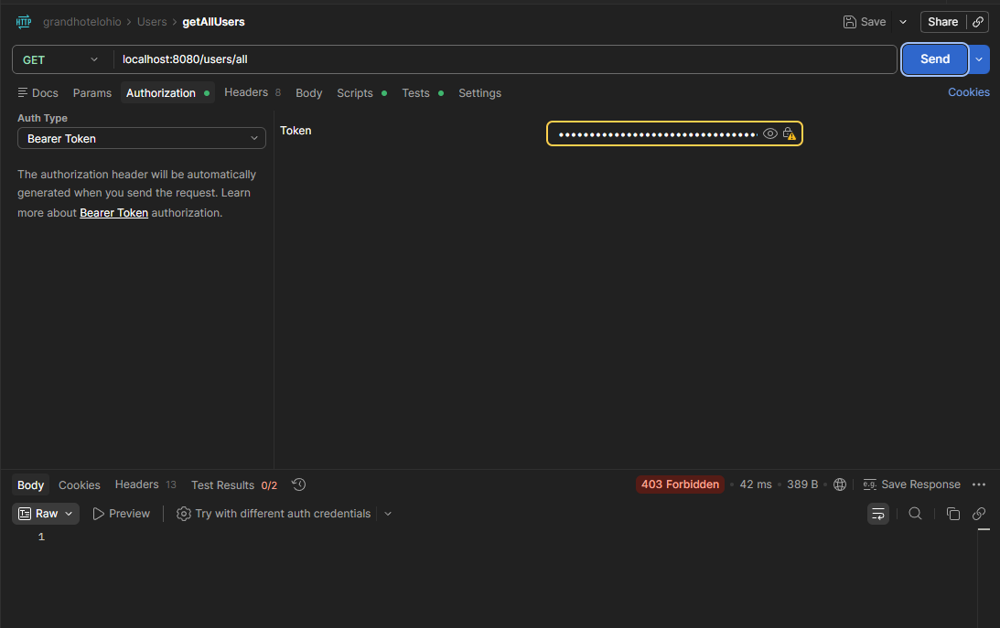 HTTP grandhotelohio > Users > getAllUsers Save Share
GET localhost:8080/users/all Send
Docs Params Authorization Headers 8 Body Scripts Tests Settings Cookies
Auth Type
Bearer Token
Token
••••••••••••••••••••••••••••••••
The authorization header will be automatically
generated when you send the request. Learn
more about Bearer Token authorization.
Body Cookies Headers 13 Test Results 0/2 403 Forbidden • 42 ms • 389 B • e.g. Save Response
Raw Preview Try with different auth credentials
1